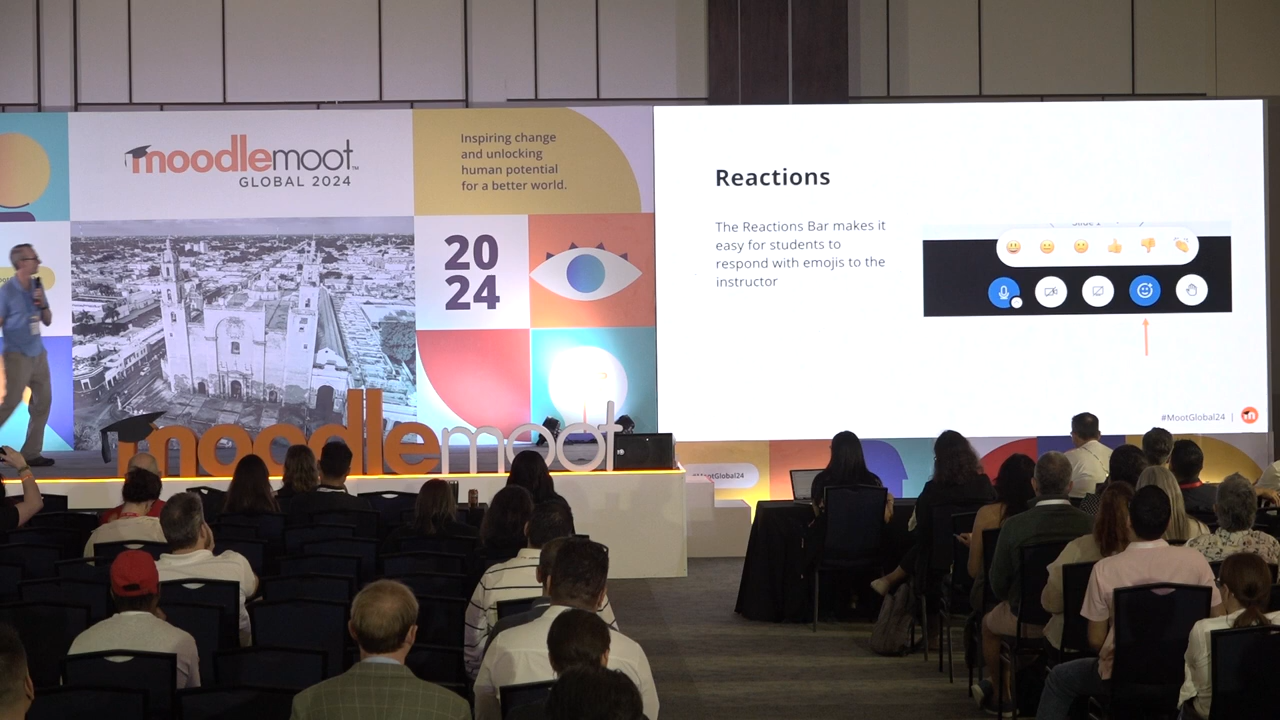 moodlemoot™
GLOBAL 2024
Inspiring change
and unlocking
human potential
for a better world.
20
24
Reactions
The Reactions Bar makes it
easy for students to
respond with emojis to the
instructor
#MootGlobal24 |
moodlemoot
#MootGlobal24